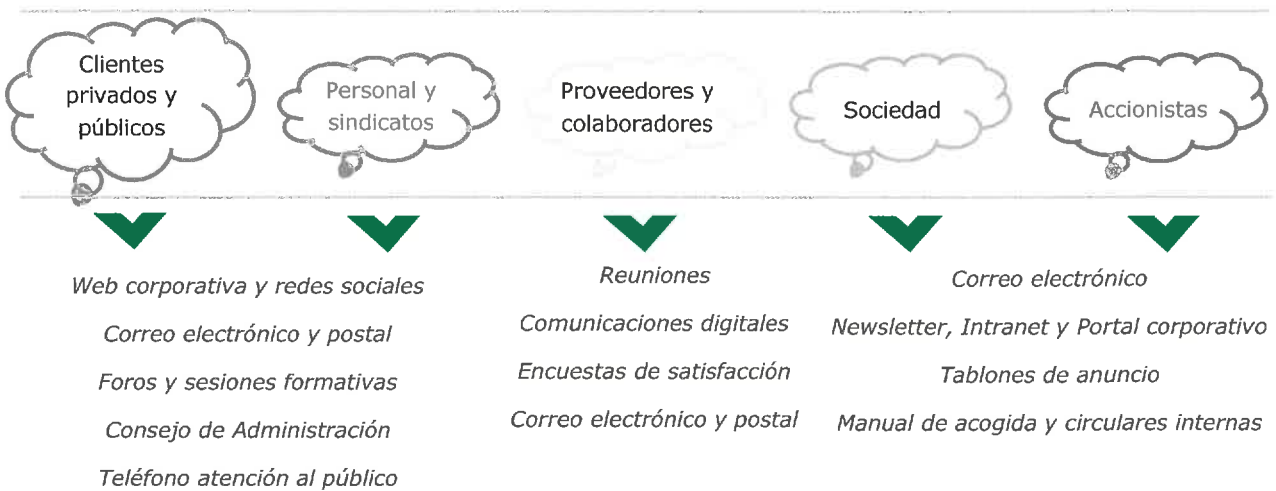 Clientes
privados y
públicos
Personal y
sindicatos
Proveedores y
colaboradores
Sociedad
Accionistas
Web corporativa y redes sociales
Correo electrónico y postal
Foros y sesiones formativas
Consejo de Administración
Teléfono atención al público
Reuniones
Comunicaciones digitales
Encuestas de satisfacción
Correo electrónico y postal
Correo electrónico
Newsletter, Intranet y Portal corporativo
Tablones de anuncio
Manual de acogida y circulares internas